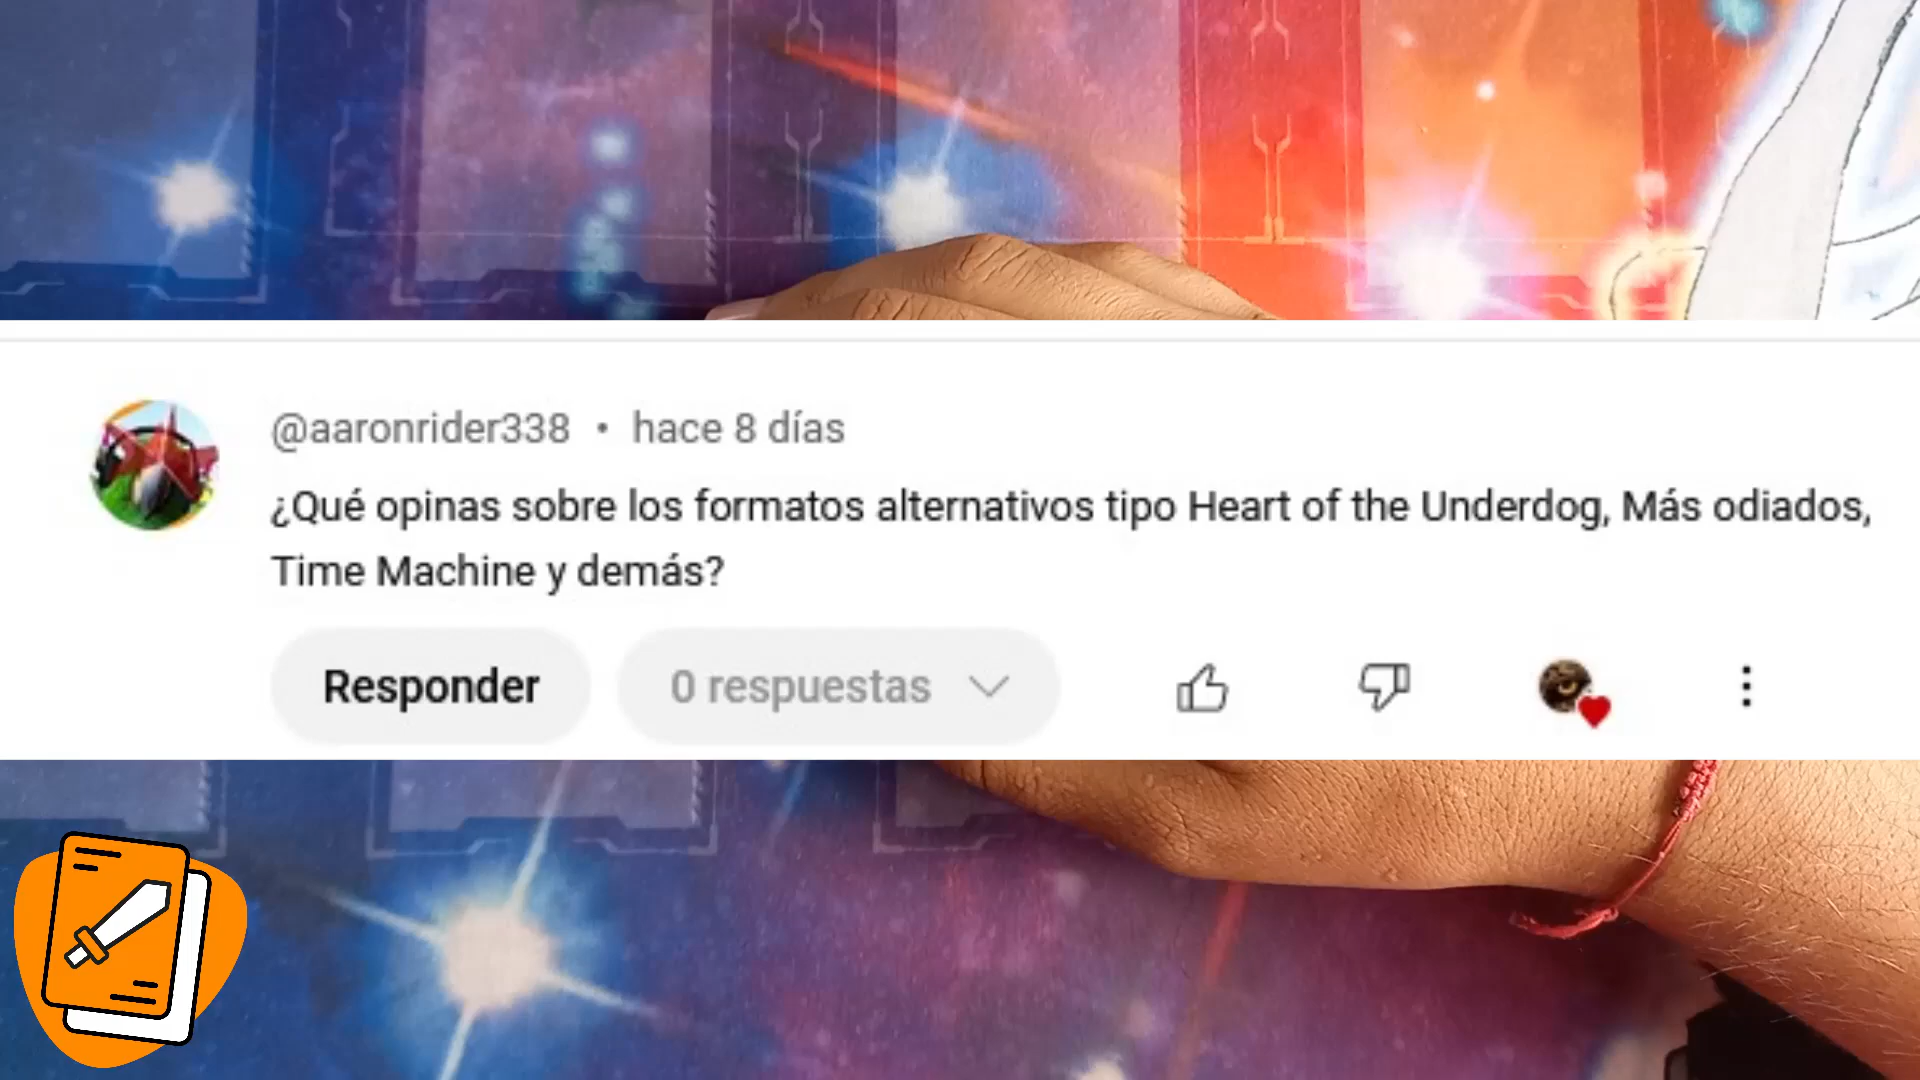 @aaronrider338 • hace 8 días
¿Qué opinas sobre los formatos alternativos tipo Heart of the Underdog, Más odiados,
Time Machine y demás?
Responder
0 respuestas